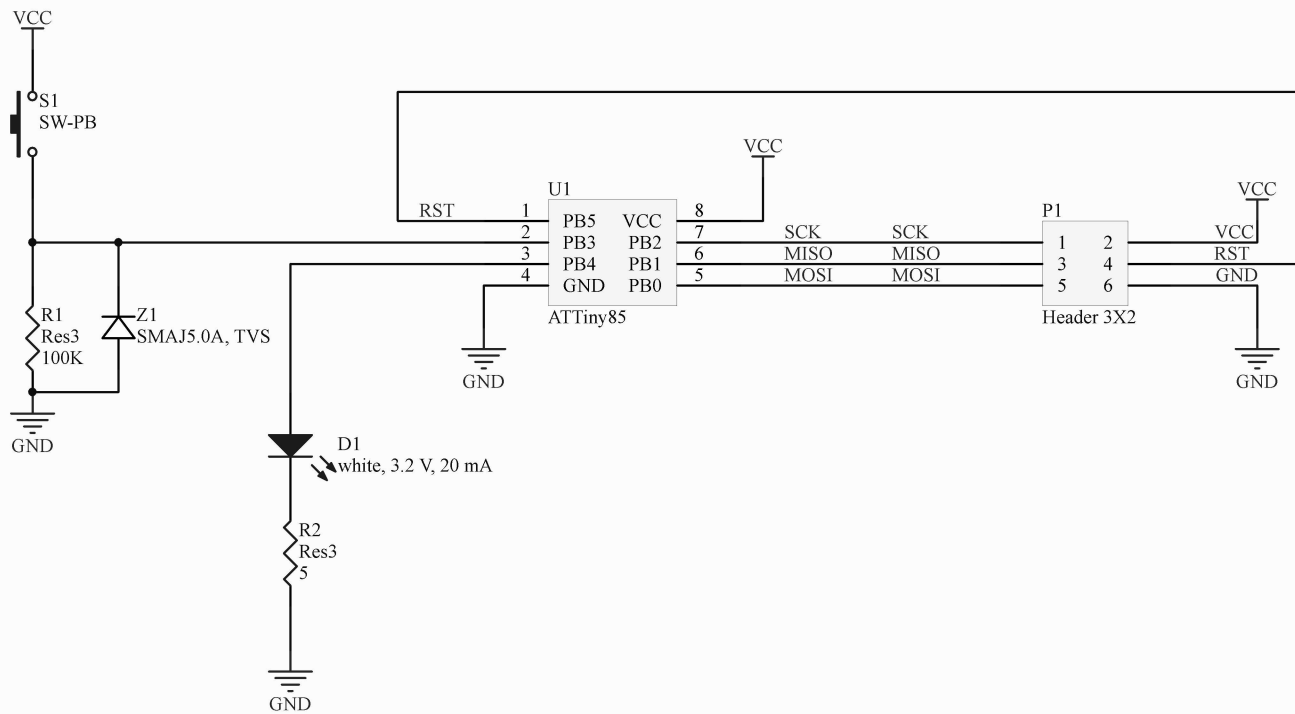 VCC
S1
SW-PB
R1
Res3
100K
Z1
SMAJ5.0A, TVS
GND
D1
white, 3.2 V, 20 mA
R2
Res3
5
GND
RST
U1
1 PB5 VCC 8
2 PB3 PB2 7
3 PB4 PB1 6
4 GND PB0 5
ATTiny85
GND
VCC
SCK SCK
MISO MISO
MOSI MOSI
P1
1 2
3 4
5 6
Header 3X2
VCC
VCC
RST
GND
GND